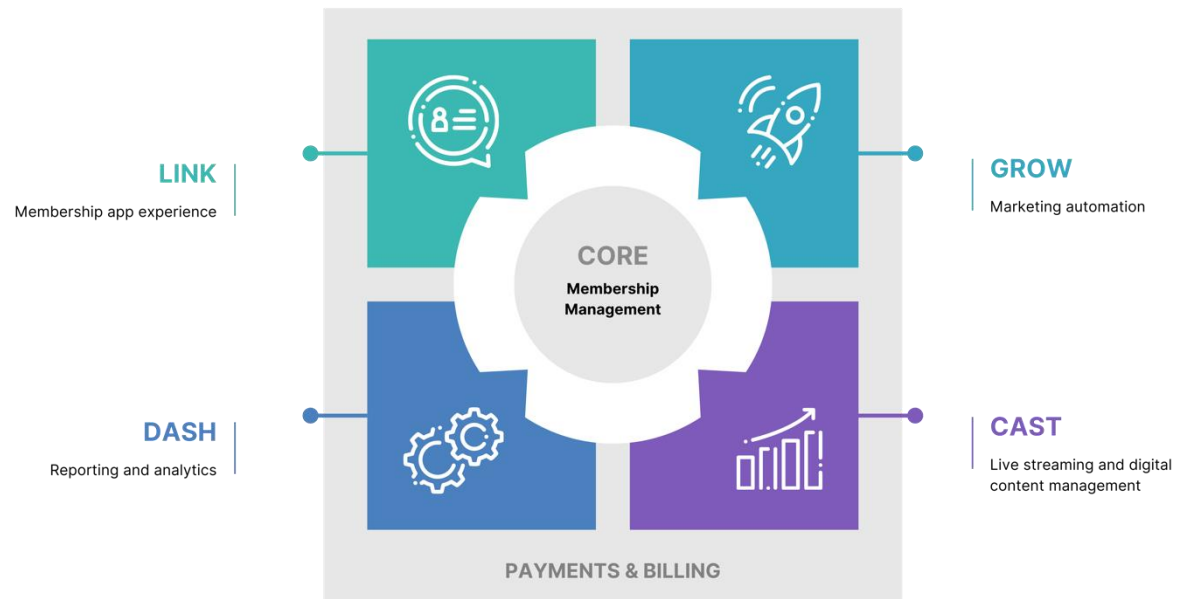 LINK
Membership app experience
GROW
Marketing automation
CORE
Membership
Management
DASH
Reporting and analytics
CAST
Live streaming and digital
content management
PAYMENTS & BILLING